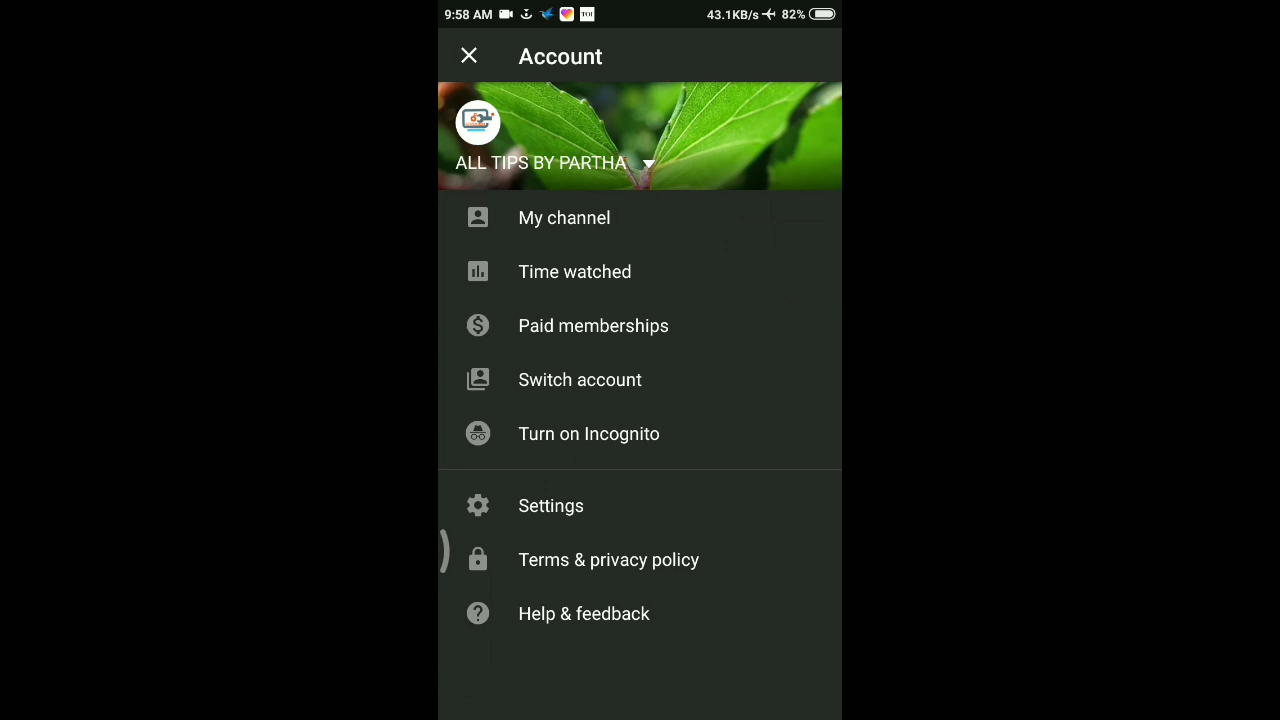 9:58 AM TOI 43.1KB/s 82%
Account
ALL TIPS BY PARTHA
My channel
Time watched
Paid memberships
Switch account
Turn on Incognito
Settings
Terms & privacy policy
Help & feedback